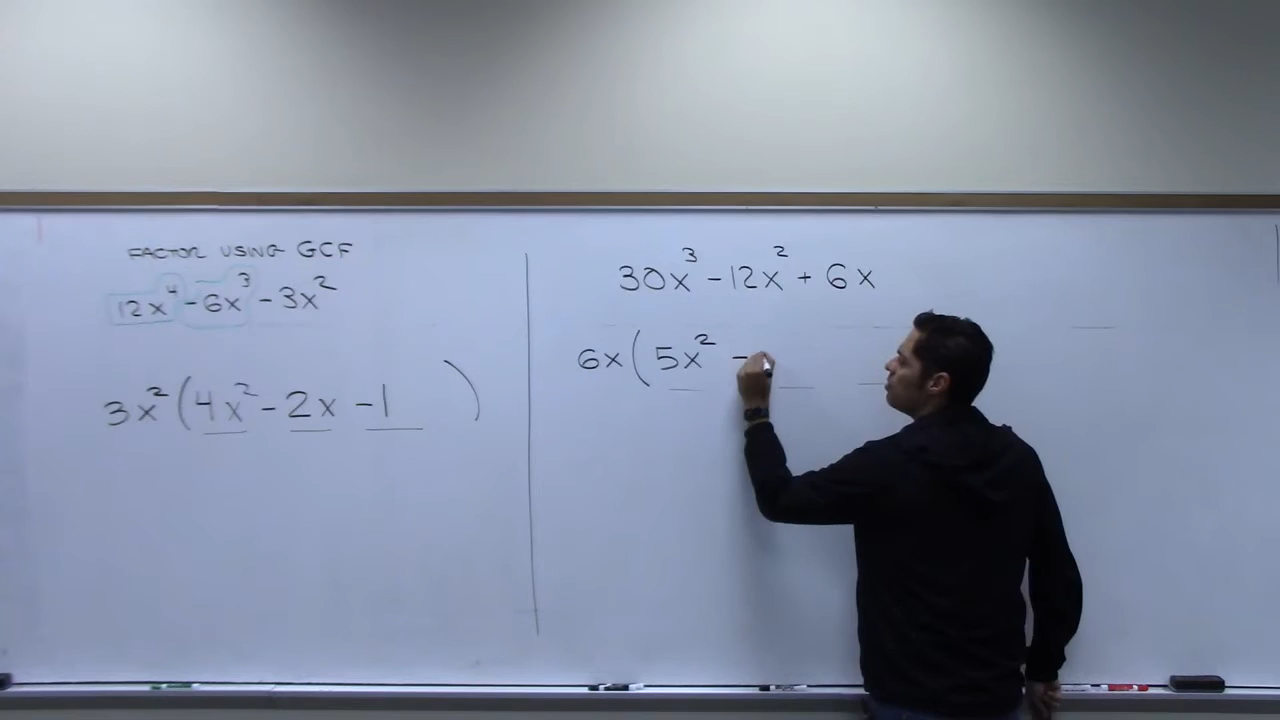 FACTOR USING GCF
12x⁴ - 6x³ - 3x²
3x² ( 4x² - 2x - 1 )
30x³ - 12x² + 6x
6x ( 5x² -